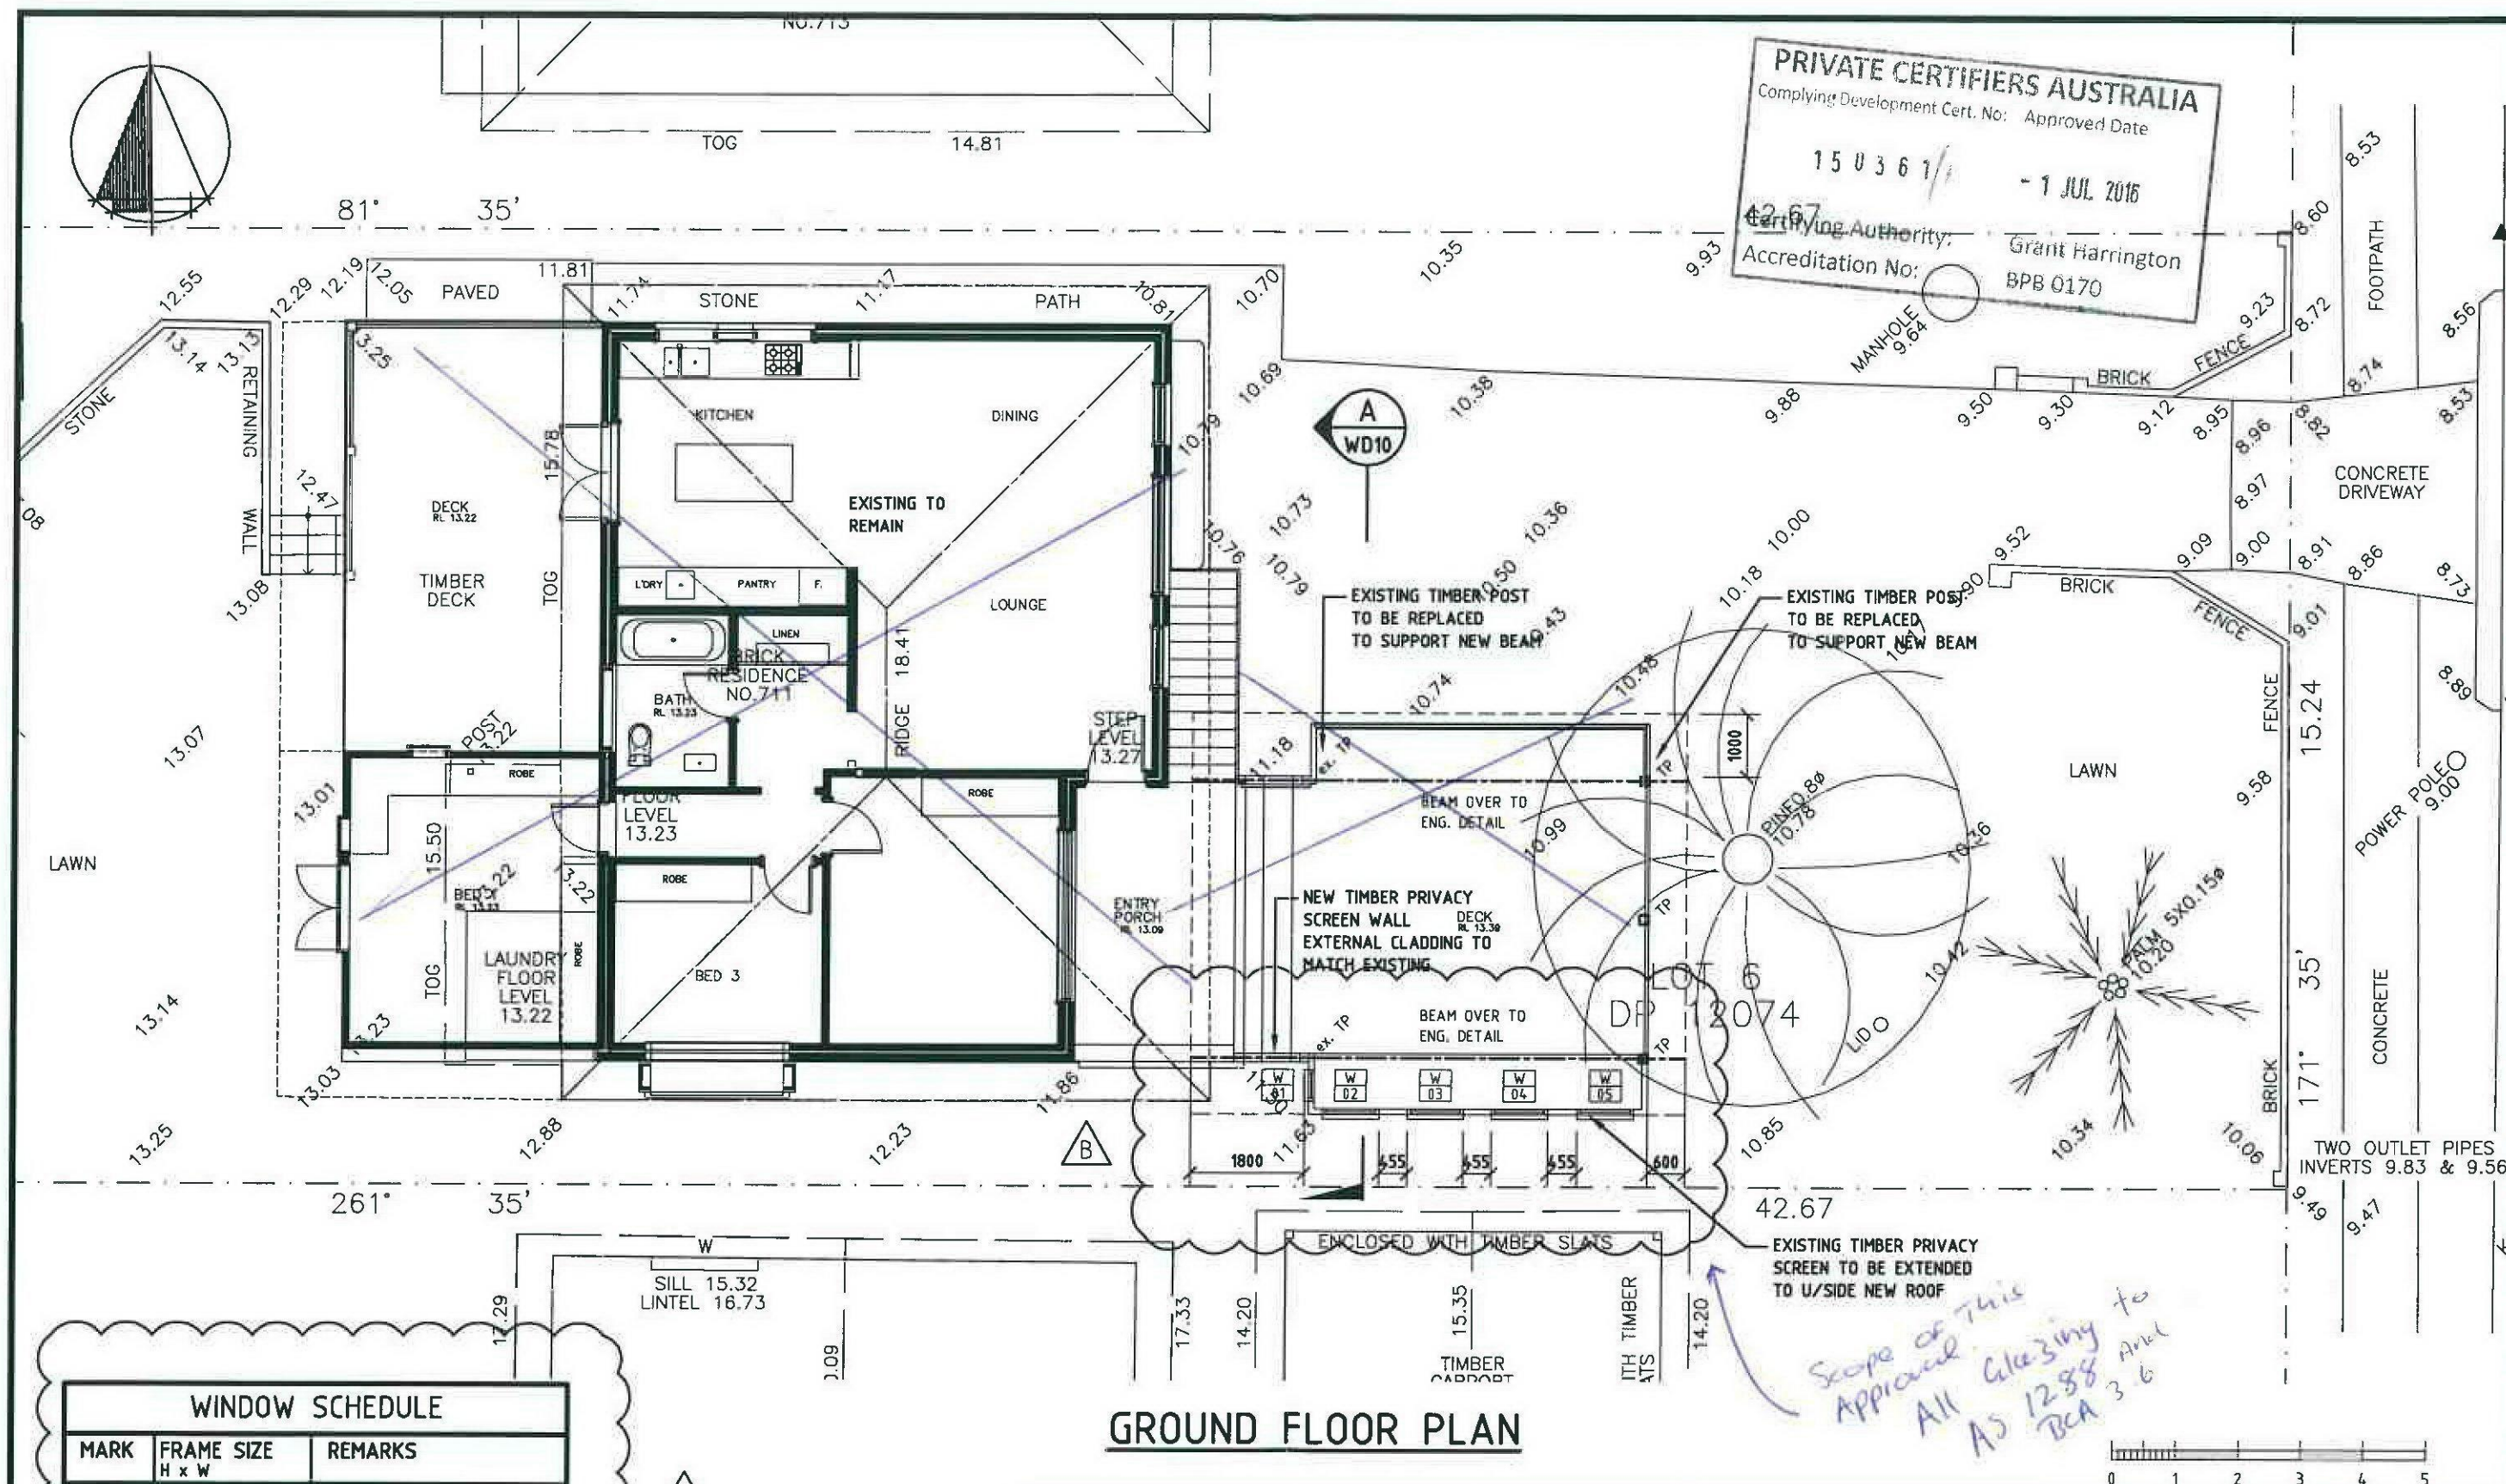 NO.713
TOG 14.81
PRIVATE CERTIFIERS AUSTRALIA
Complying Development Cert. No: Approved Date
150361/
- 1 JUL 2015
Certifying Authority: Grant Harrington
Accreditation No: BPB 0170
42.67
81° 35'
12.55
12.29
12.19
12.05
11.81
PAVED
STONE
PATH
11.74
11.17
10.81
10.70
10.35
9.93
MANHOLE
9.64
8.53
8.60
FOOTPATH
9.23
8.72
8.56
FENCE
BRICK
8.74
8.53
13.14
13.13
13.25
STONE
RETAINING
WALL
12.47
13.08
KITCHEN
DINING
10.79
10.69
10.38
A
WD10
9.88
9.50
9.30
9.12
8.95
8.96
8.82
8.97
CONCRETE
DRIVEWAY
15.78
TOG
DECK
RL 13.22
TIMBER
DECK
EXISTING TO
REMAIN
L'DRY
PANTRY
F.
LOUNGE
LINEN
BRICK
RESIDENCE
NO.711
BATH
RL 13.23
RIDGE 18.41
STEP
LEVEL
13.27
10.76
10.73
10.79
10.50
10.36
10.43
10.00
10.18
9.52
9.90
9.09
9.00
8.91
8.86
8.73
BRICK
FENCE
9.01
8.89
EXISTING TIMBER POST
TO BE REPLACED
TO SUPPORT NEW BEAM
EXISTING TIMBER POST
TO BE REPLACED
TO SUPPORT NEW BEAM
10.74
10.48
1000
FENCE
15.24
LAWN
9.58
POWER POLE
9.00
13.07
13.01
POST
13.22
ROBE
FLOOR
LEVEL
13.23
ROBE
11.18
ex. TP
TP
BEAM OVER TO
ENG. DETAIL
10.99
PINE0.8ø
10.78
10.36
LAWN
15.50
TOG
BED
13.22
13.22
ROBE
LAUNDRY
FLOOR
LEVEL
13.22
ROBE
BED 3
ENTRY
PORCH
RL 13.09
NEW TIMBER PRIVACY
SCREEN WALL
EXTERNAL CLADDING TO
MATCH EXISTING
DECK
TP
LOT 6
DP 12074
10.42
PALM 5X0.15ø
10.20
LID
BEAM OVER TO
ENG. DETAIL
ex. TP
TP
13.14
13.23
13.03
13.25
12.88
12.23
11.86
B
W 01
W 02
W 03
W 04
W 05
11.63
1800
455
455
455
600
10.85
10.34
10.06
BRICK
171° 35'
CONCRETE
TWO OUTLET PIPES
INVERTS 9.83 & 9.56
9.49
9.47
261° 35'
42.67
W
SILL 15.32
LINTEL 16.73
17.33
14.20
ENCLOSED WITH TIMBER SLATS
15.35
TIMBER
CARPORT
14.20
EXISTING TIMBER PRIVACY
SCREEN TO BE EXTENDED
TO U/SIDE NEW ROOF
Scope of This
Approval.
All Glazing to
AS 1288 And
BCA 3.6
WINDOW SCHEDULE
MARK FRAME SIZE REMARKS
H x W
GROUND FLOOR PLAN
0 1 2 3 4 5